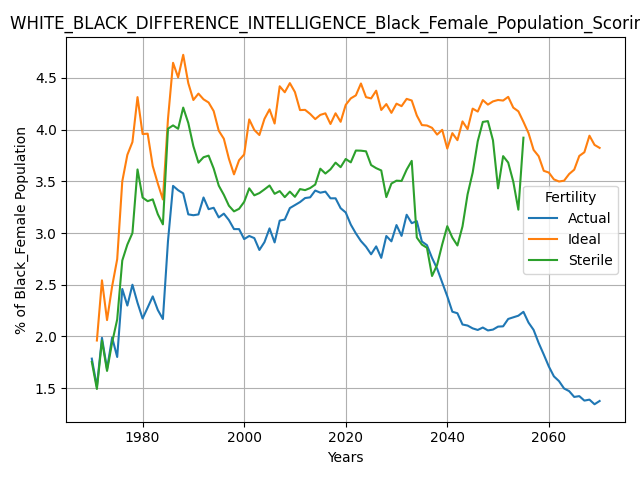 WHITE_BLACK_DIFFERENCE_INTELLIGENCE_Black_Female_Population_Scorin
4.5
4.0
3.5
3.0
2.5
2.0
1.5
% of Black_Female Population
Fertility
Actual
Ideal
Sterile
1980 2000 2020 2040 2060
Years